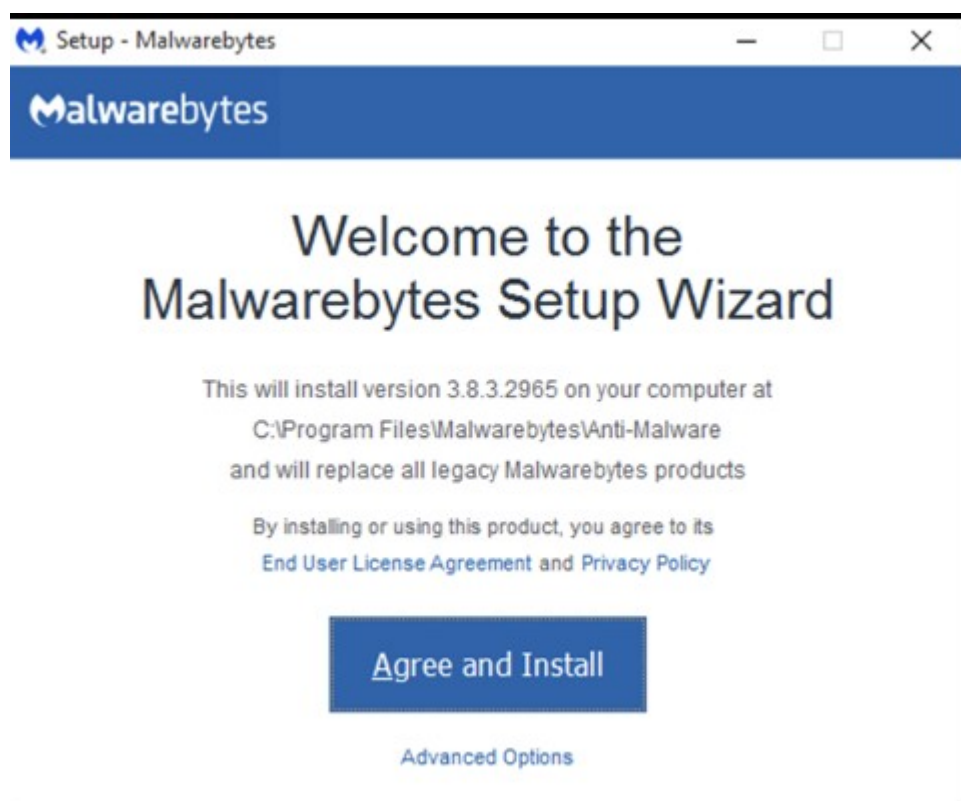 Setup - Malwarebytes
Malwarebytes
Welcome to the
Malwarebytes Setup Wizard
This will install version 3.8.3.2965 on your computer at
C:\Program Files\Malwarebytes\Anti-Malware
and will replace all legacy Malwarebytes products
By installing or using this product, you agree to its
End User License Agreement and Privacy Policy
Agree and Install
Advanced Options